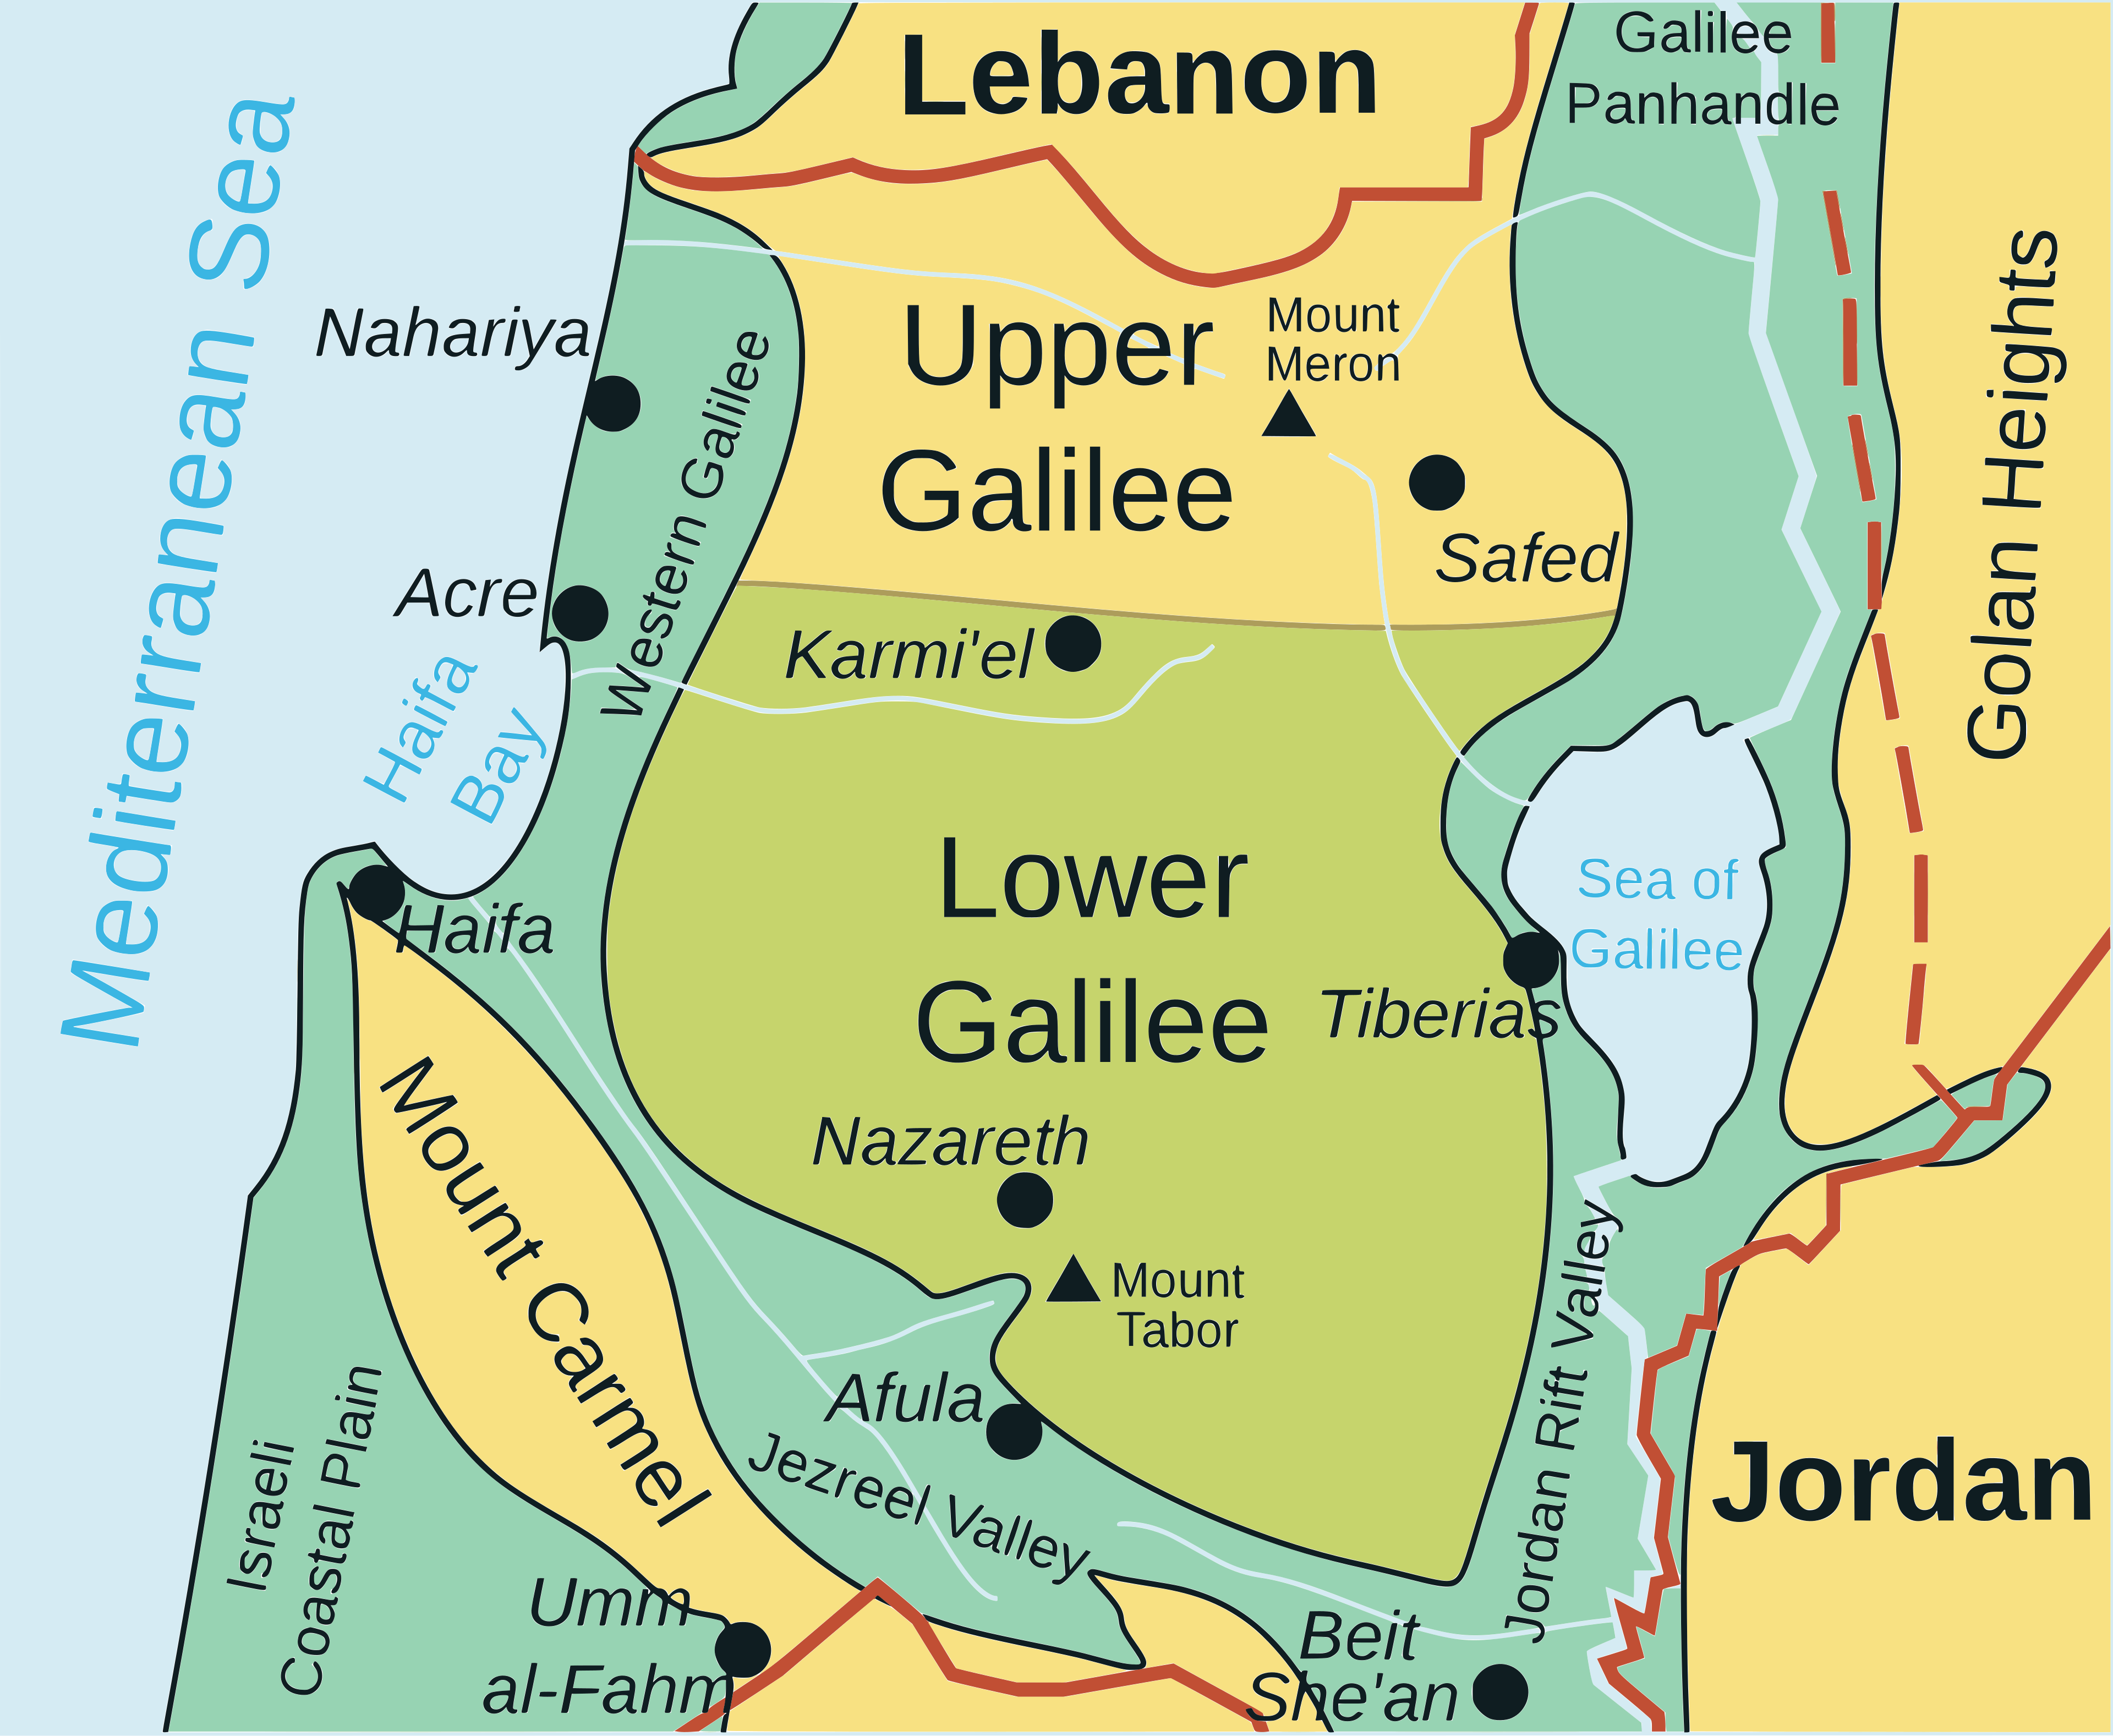 Lebanon
Galilee
Panhandle
Mediterranean Sea
Nahariya
Western Galilee
Upper
Galilee
Mount
Meron
Golan Heights
Safed
Acre
Karmi'el
Haifa
Bay
Haifa
Lower
Galilee
Sea of
Galilee
Tiberias
Nazareth
Mount
Tabor
Mount Carmel
Jordan Rift Valley
Afula
Jezreel Valley
Israeli
Coastal Plain
Jordan
Umm
al-Fahm
Beit
She'an